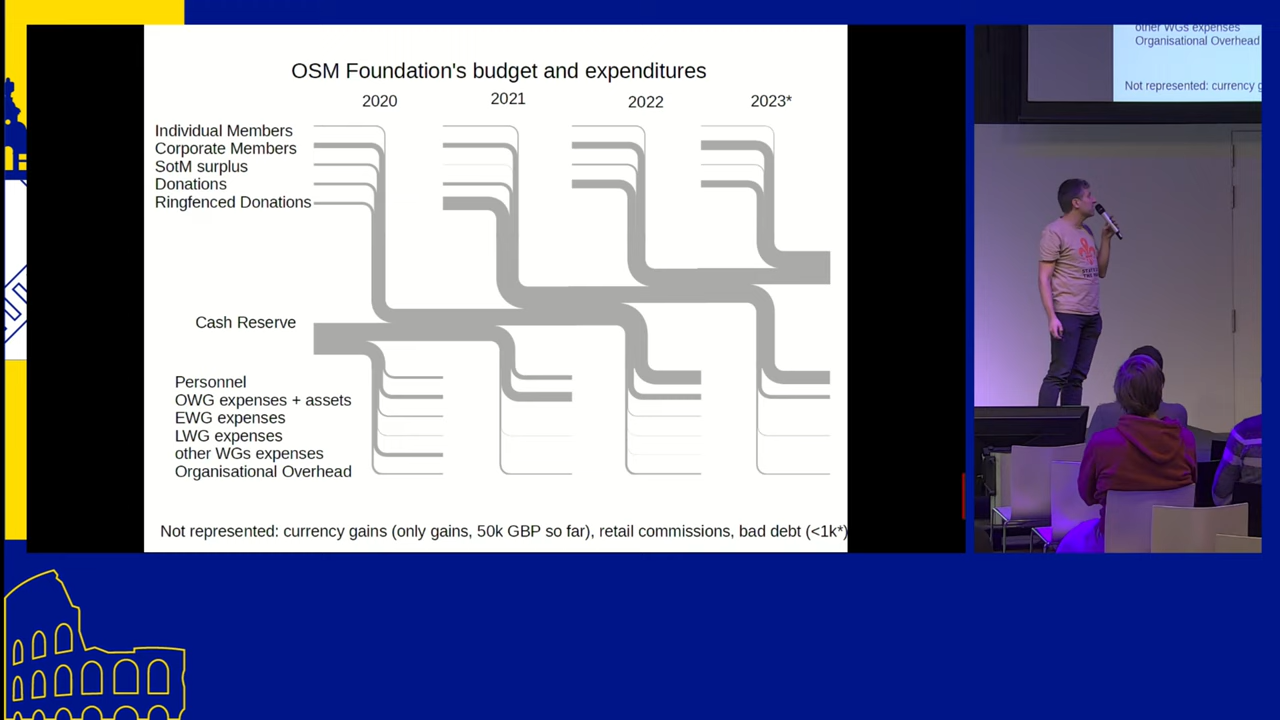 OSM Foundation's budget and expenditures
2020 2021 2022 2023*
Individual Members
Corporate Members
SotM surplus
Donations
Ringfenced Donations
Cash Reserve
Personnel
OWG expenses + assets
EWG expenses
LWG expenses
other WGs expenses
Organisational Overhead
Not represented: currency gains (only gains, 50k GBP so far), retail commissions, bad debt (<1k*)
other WGs expenses
Organisational Overhead
Not represented: currency